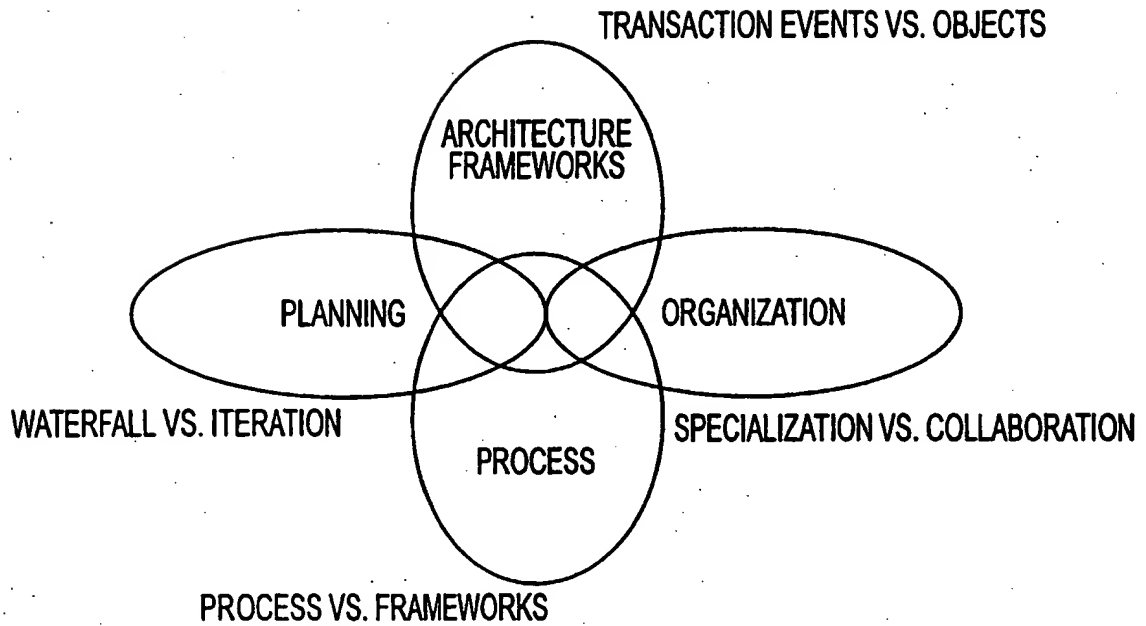 TRANSACTION EVENTS VS. OBJECTS
ARCHITECTURE
FRAMEWORKS
PLANNING
ORGANIZATION
WATERFALL VS. ITERATION
SPECIALIZATION VS. COLLABORATION
PROCESS
PROCESS VS. FRAMEWORKS